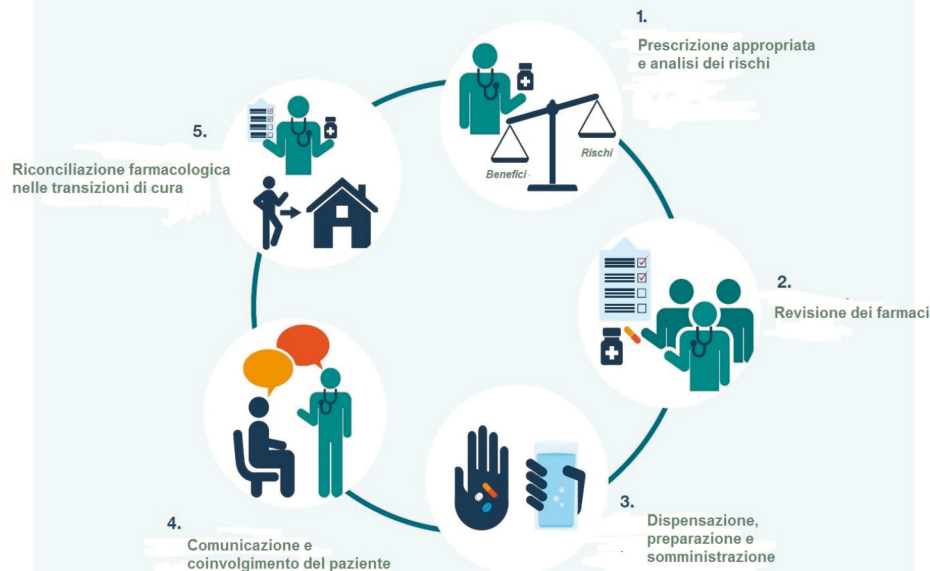 1.
Prescrizione appropriata
e analisi dei rischi
Benefici
Rischi
2.
Revisione dei farmaci
3.
Dispensazione,
preparazione e
somministrazione
4.
Comunicazione e
coinvolgimento del paziente
5.
Riconciliazione farmacologica
nelle transizioni di cura